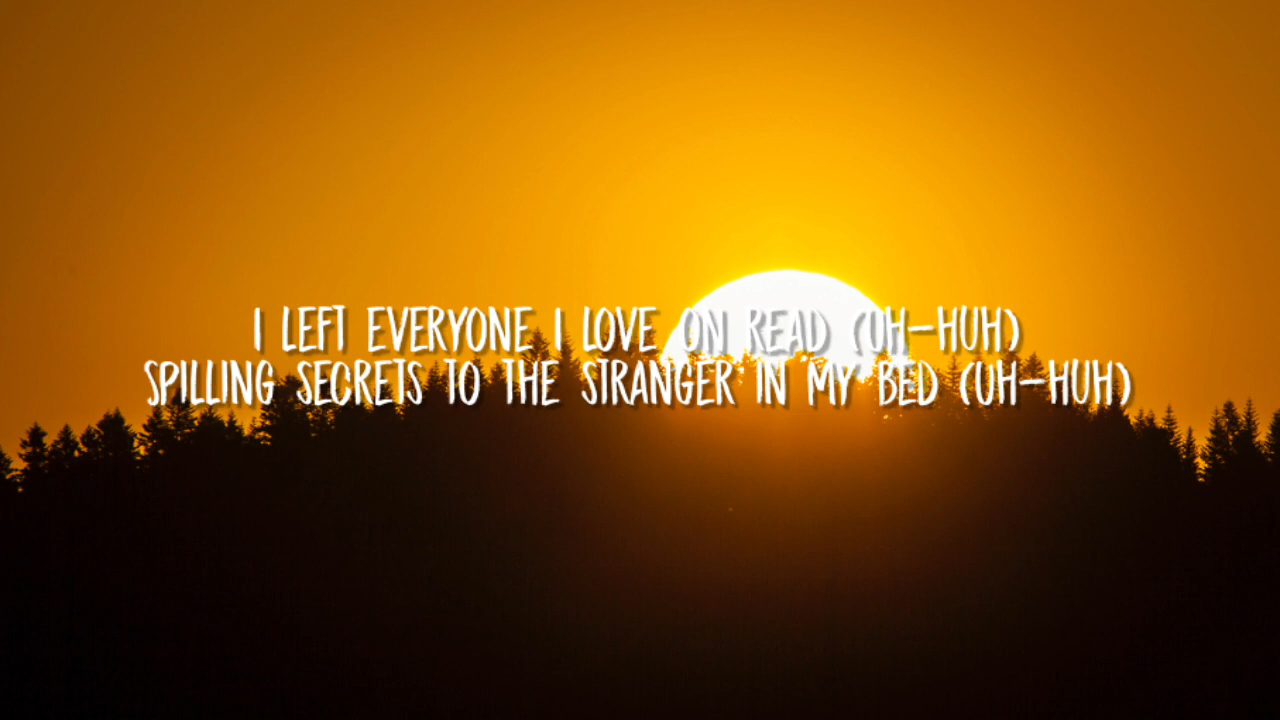 I LEFT EVERYONE I LOVE ON READ (UH-HUH)
SPILLING SECRETS TO THE STRANGER IN MY BED (UH-HUH)